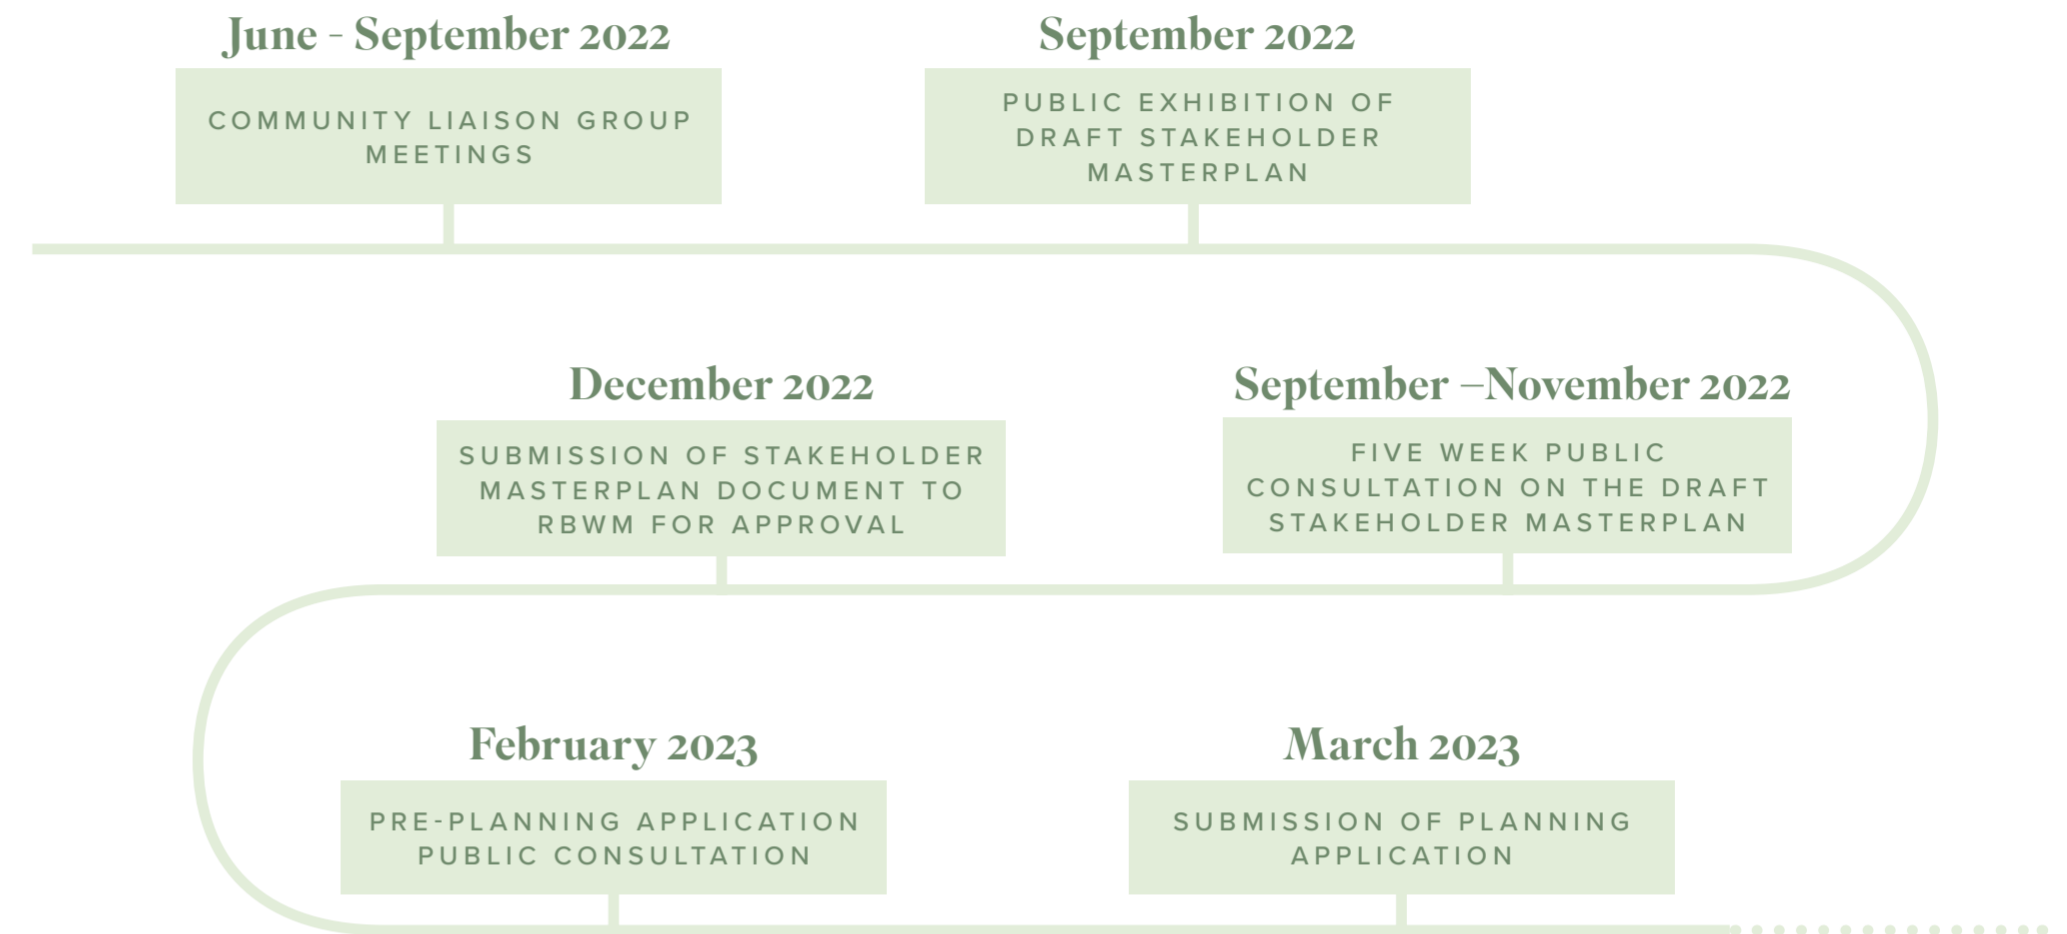 June - September 2022
COMMUNITY LIAISON GROUP
MEETINGS
September 2022
PUBLIC EXHIBITION OF
DRAFT STAKEHOLDER
MASTERPLAN
September –November 2022
FIVE WEEK PUBLIC
CONSULTATION ON THE DRAFT
STAKEHOLDER MASTERPLAN
December 2022
SUBMISSION OF STAKEHOLDER
MASTERPLAN DOCUMENT TO
RBWM FOR APPROVAL
February 2023
PRE-PLANNING APPLICATION
PUBLIC CONSULTATION
March 2023
SUBMISSION OF PLANNING
APPLICATION